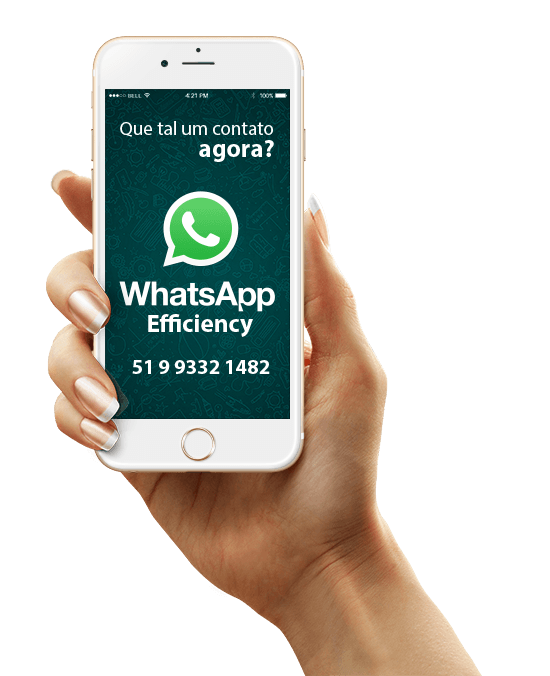 BELL 4:21 PM 100%
Que tal um contato
agora?
WhatsApp
Efficiency
51 9 9332 1482